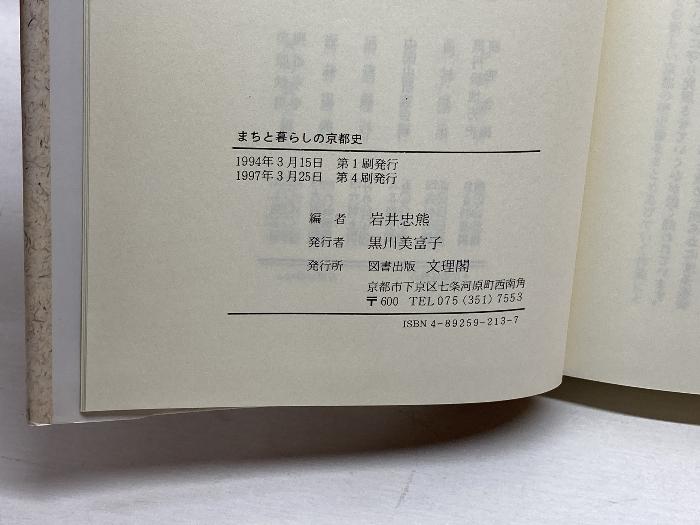 まちと暮らしの京都史
1994年3月15日 第1刷発行
1997年3月25日 第4刷発行
編者 岩井忠熊
発行者 黒川美富子
発行所 図書出版 文理閣
京都市下京区七条河原町西南角
〒600 TEL075〈351〉7553
ISBN 4-89259-213-7